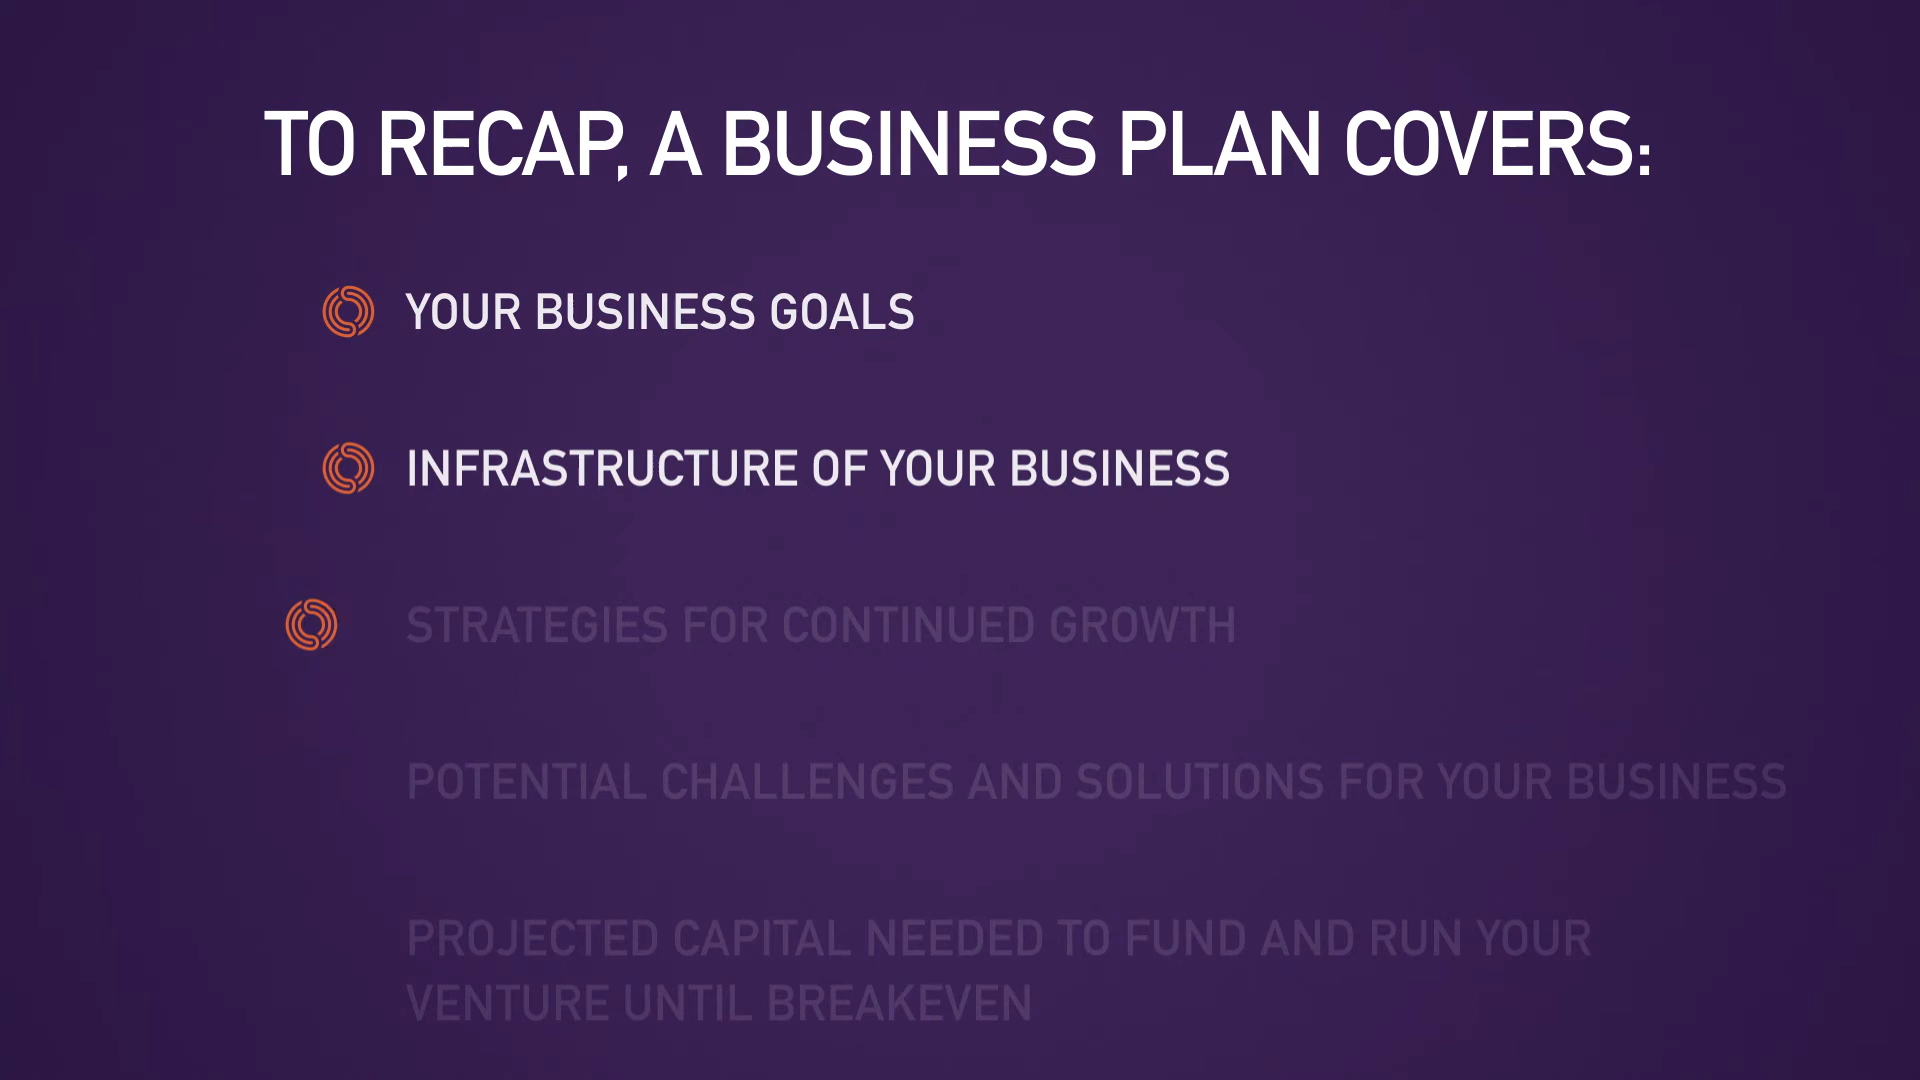 TO RECAP, A BUSINESS PLAN COVERS:
YOUR BUSINESS GOALS
INFRASTRUCTURE OF YOUR BUSINESS
STRATEGIES FOR CONTINUED GROWTH
POTENTIAL CHALLENGES AND SOLUTIONS FOR YOUR BUSINESS
PROJECTED CAPITAL NEEDED TO FUND AND RUN YOUR
VENTURE UNTIL BREAKEVEN